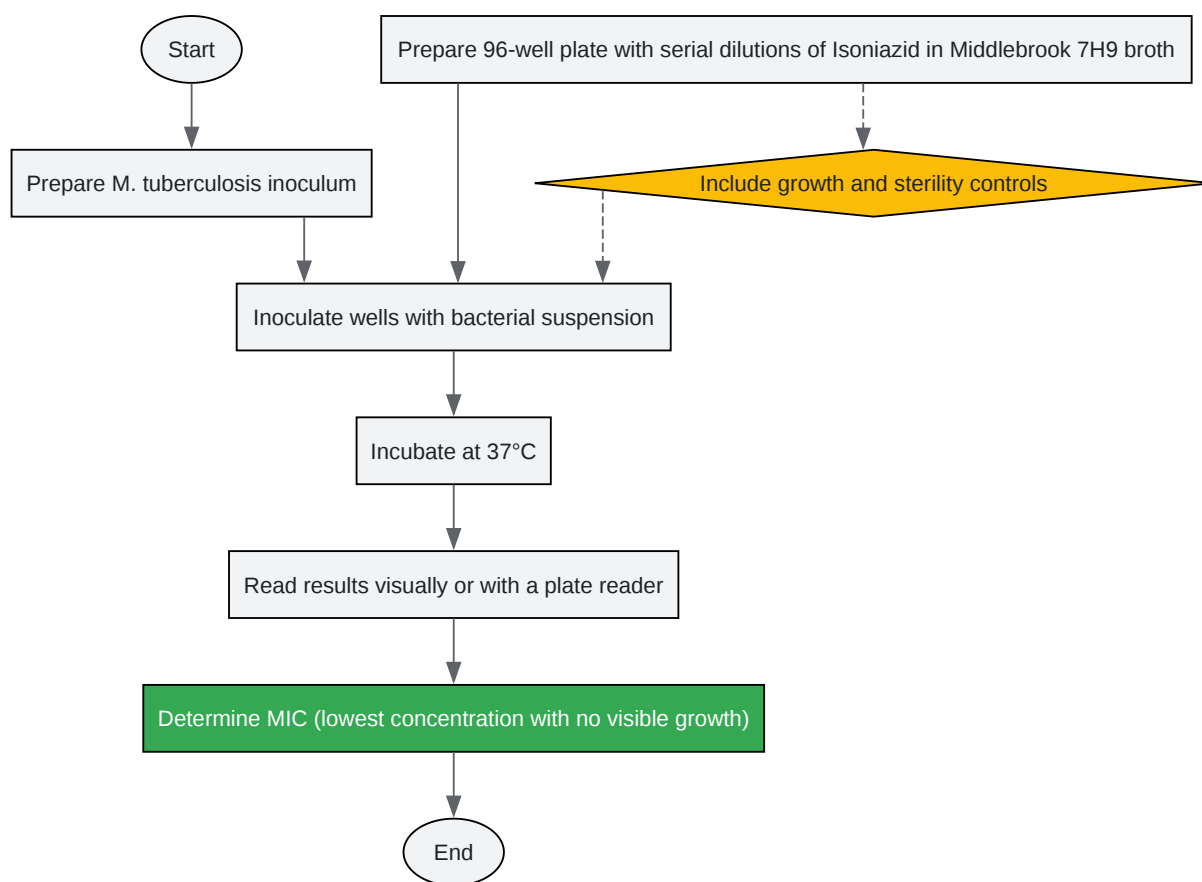 Start
Prepare 96-well plate with serial dilutions of Isoniazid in Middlebrook 7H9 broth
Prepare M. tuberculosis inoculum
Include growth and sterility controls
Inoculate wells with bacterial suspension
Incubate at 37°C
Read results visually or with a plate reader
Determine MIC (lowest concentration with no visible growth)
End